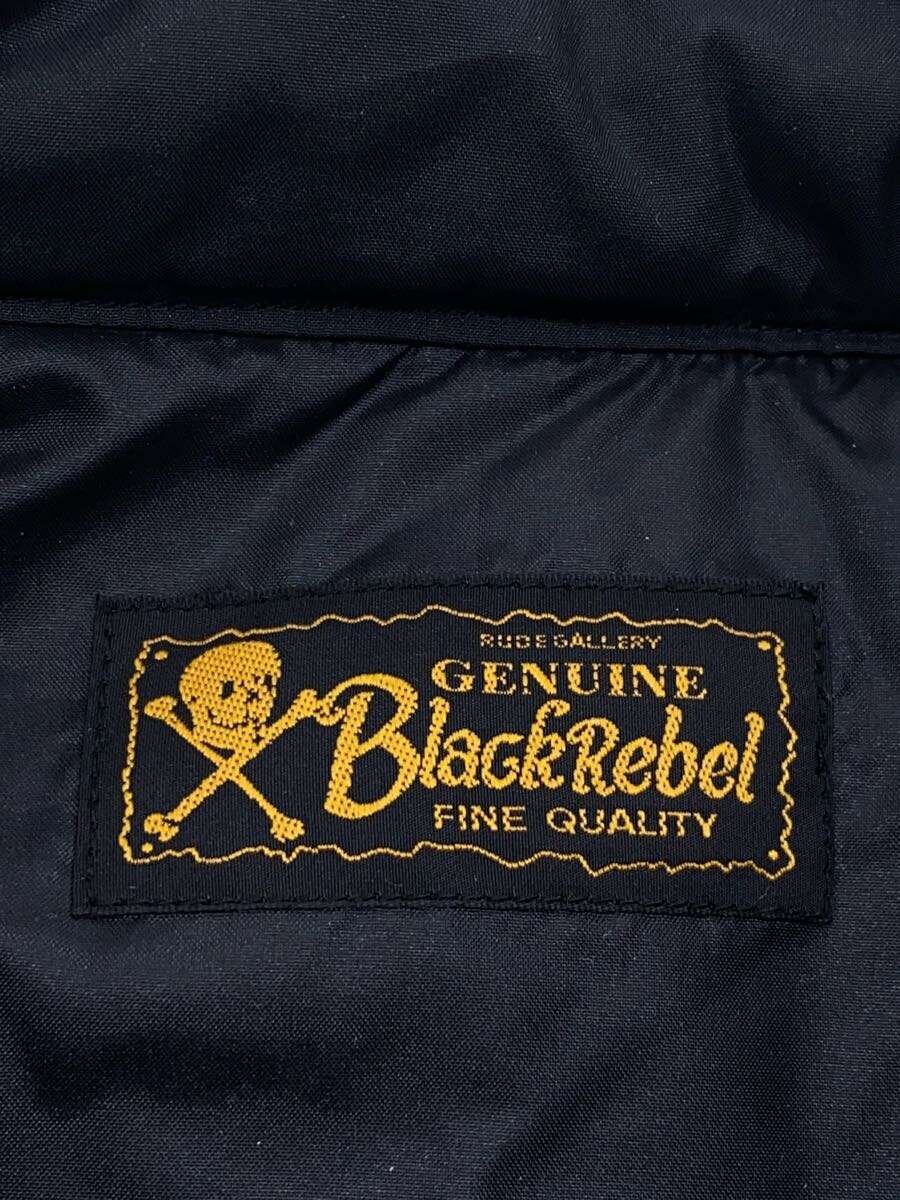 RUDE GALLERY
GENUINE
BlackRebel
FINE QUALITY